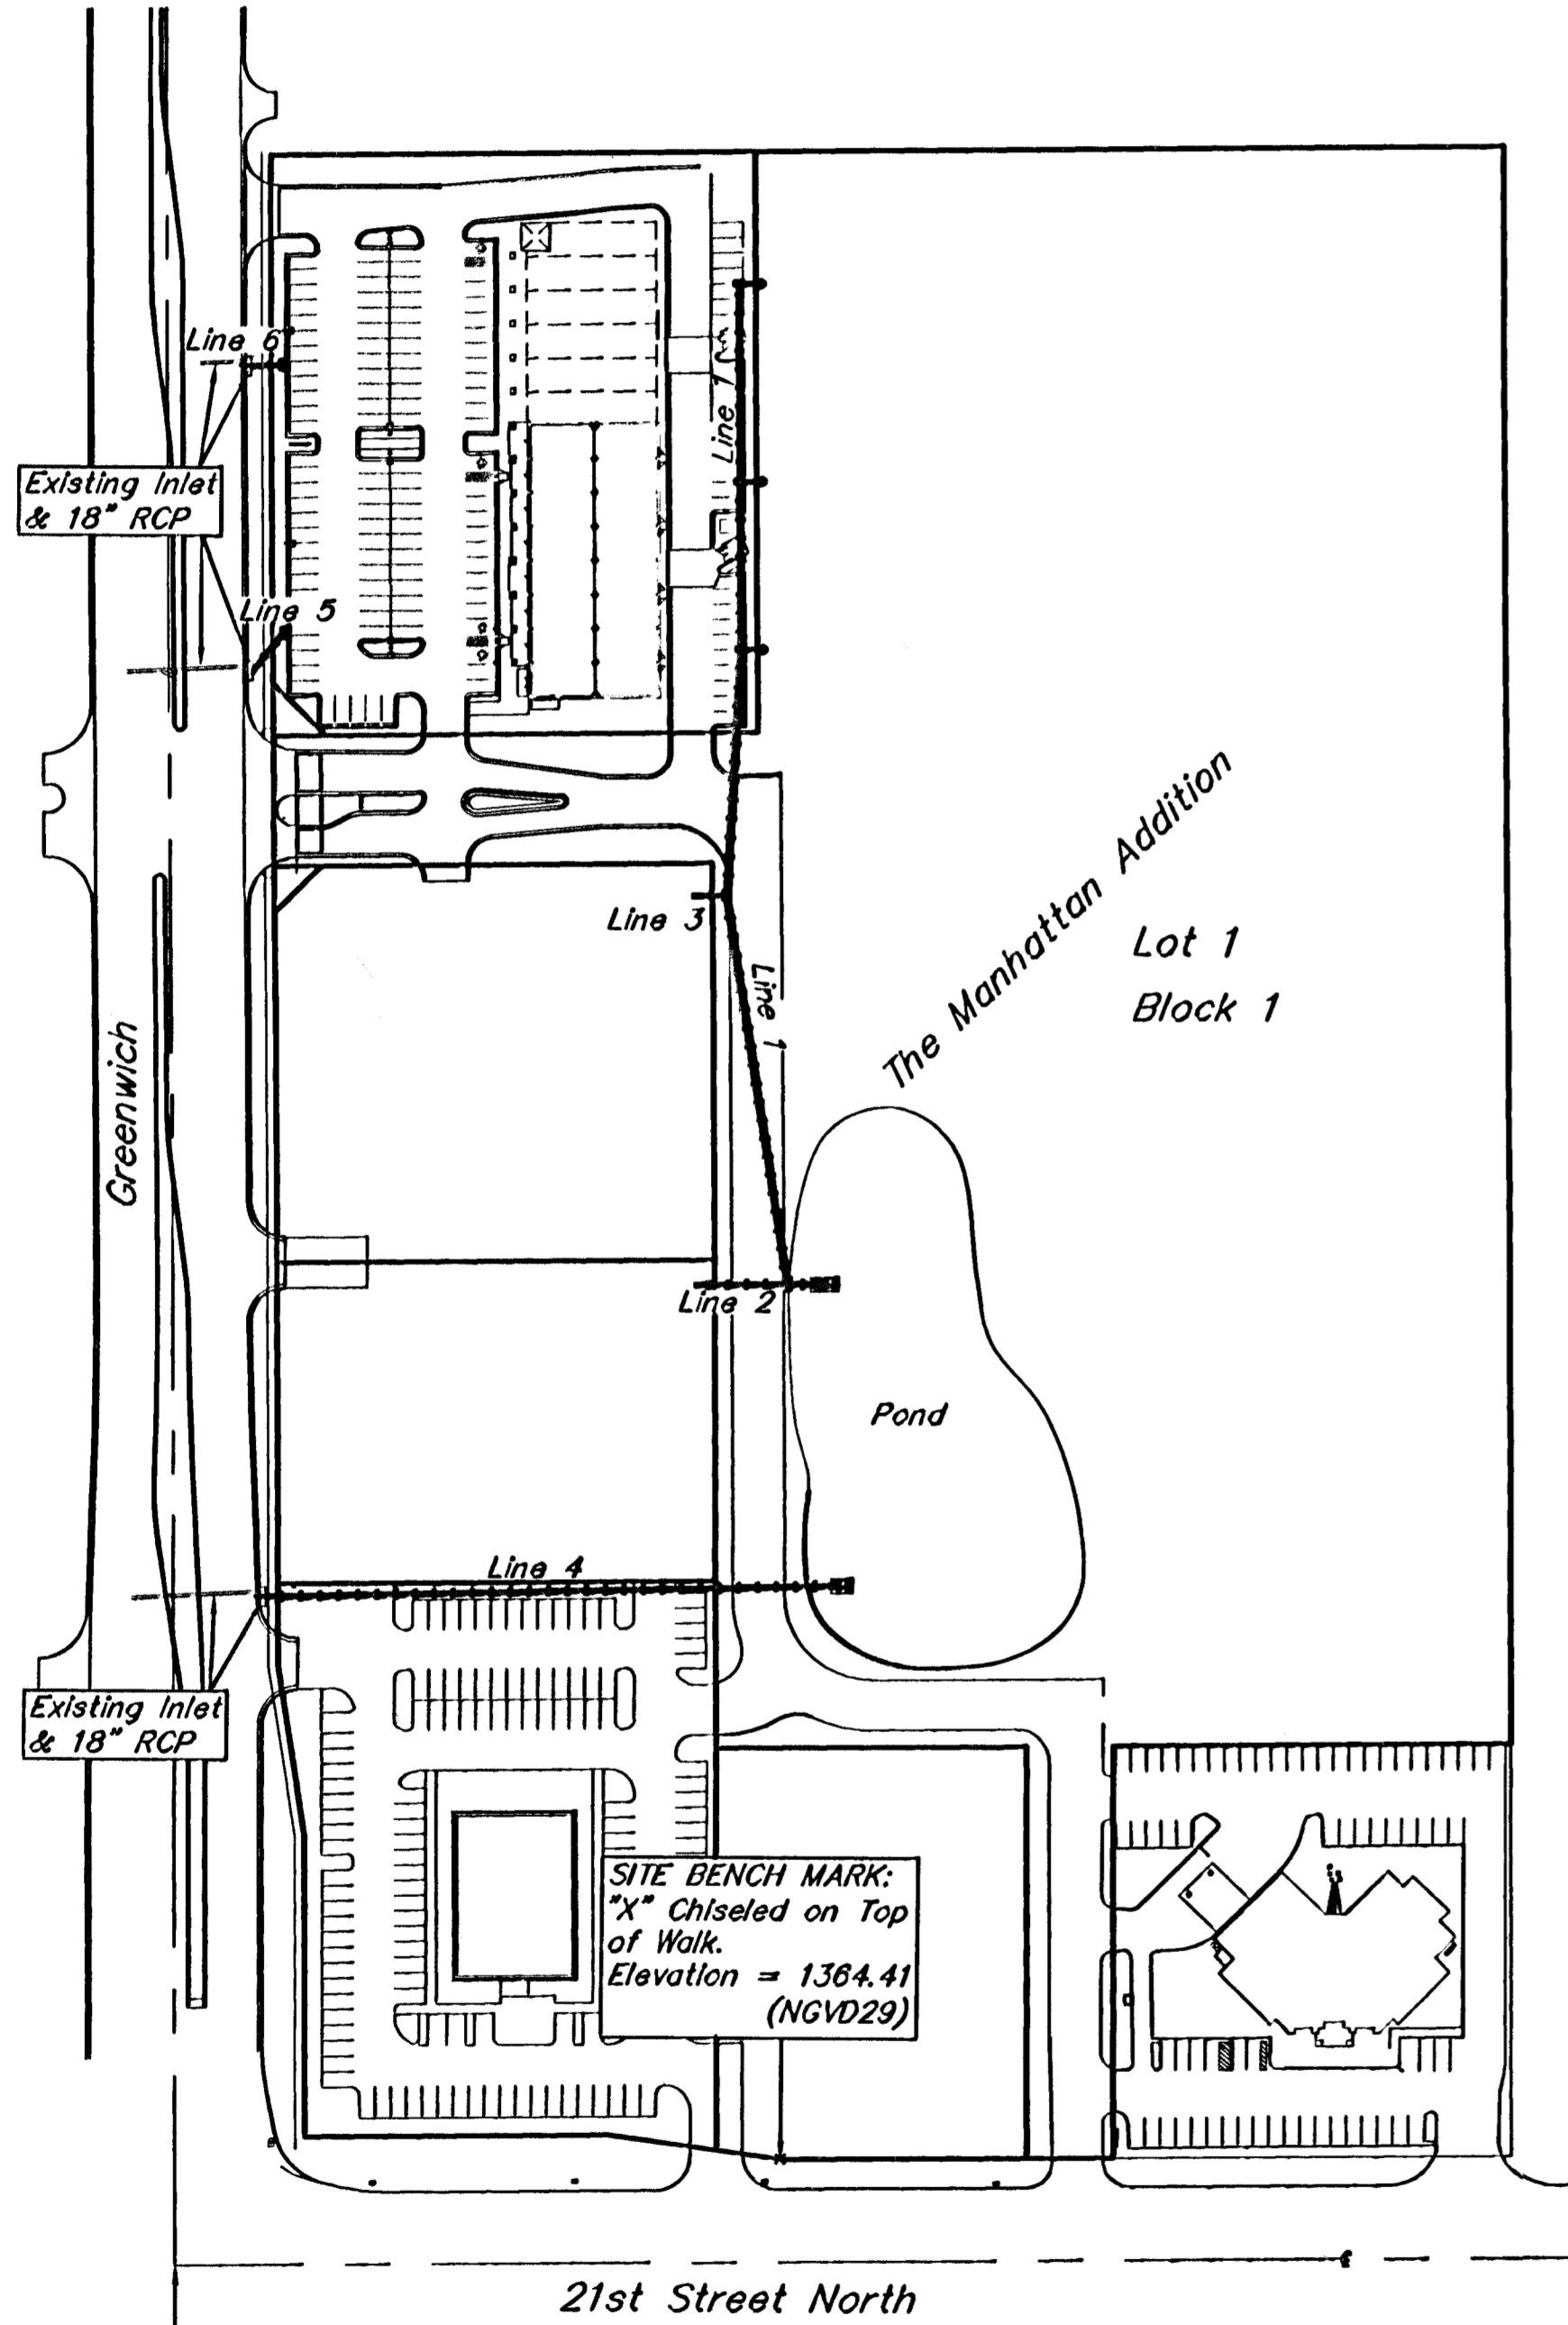 Line 6
Line 1
Existing Inlet
& 18" RCP
Line 5
The Manhattan Addition
Line 3
Lot 1
Block 1
Line 1
Greenwich
Line 2
Pond
Line 4
Existing Inlet
& 18" RCP
SITE BENCH MARK:
"X" Chiseled on Top
of Walk.
Elevation = 1364.41
(NGVD29)
21st Street North